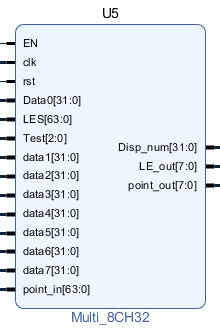 U5
EN
clk
rst
Data0[31:0]
LES[63:0]
Test[2:0]
data1[31:0]
data2[31:0]
data3[31:0]
data4[31:0]
data5[31:0]
data6[31:0]
data7[31:0]
point_in[63:0]
Disp_num[31:0]
LE_out[7:0]
point_out[7:0]
Multi_8CH32